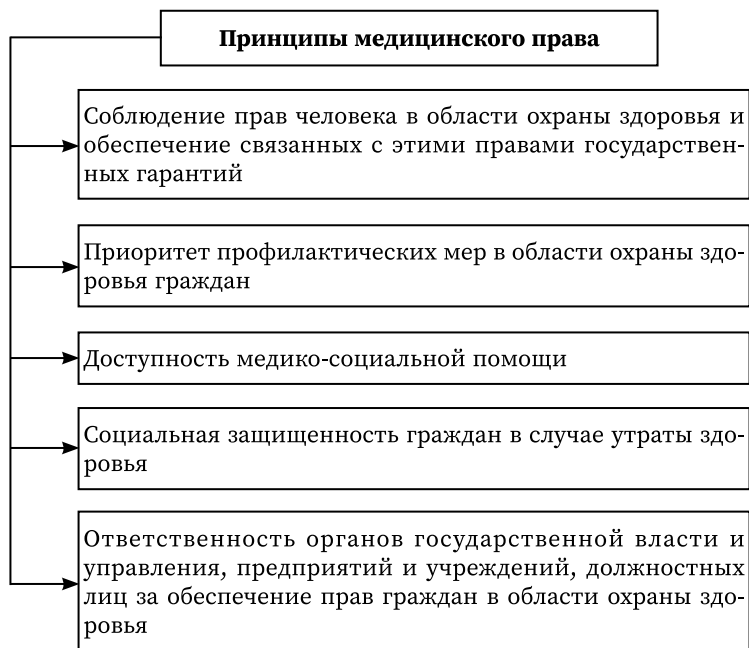 Принципы медицинского права
Соблюдение прав человека в области охраны здоровья и
обеспечение связанных с этими правами государствен-
ных гарантий
Приоритет профилактических мер в области охраны здо-
ровья граждан
Доступность медико-социальной помощи
Социальная защищенность граждан в случае утраты здо-
ровья
Ответственность органов государственной власти и
управления, предприятий и учреждений, должностных
лиц за обеспечение прав граждан в области охраны здо-
ровья